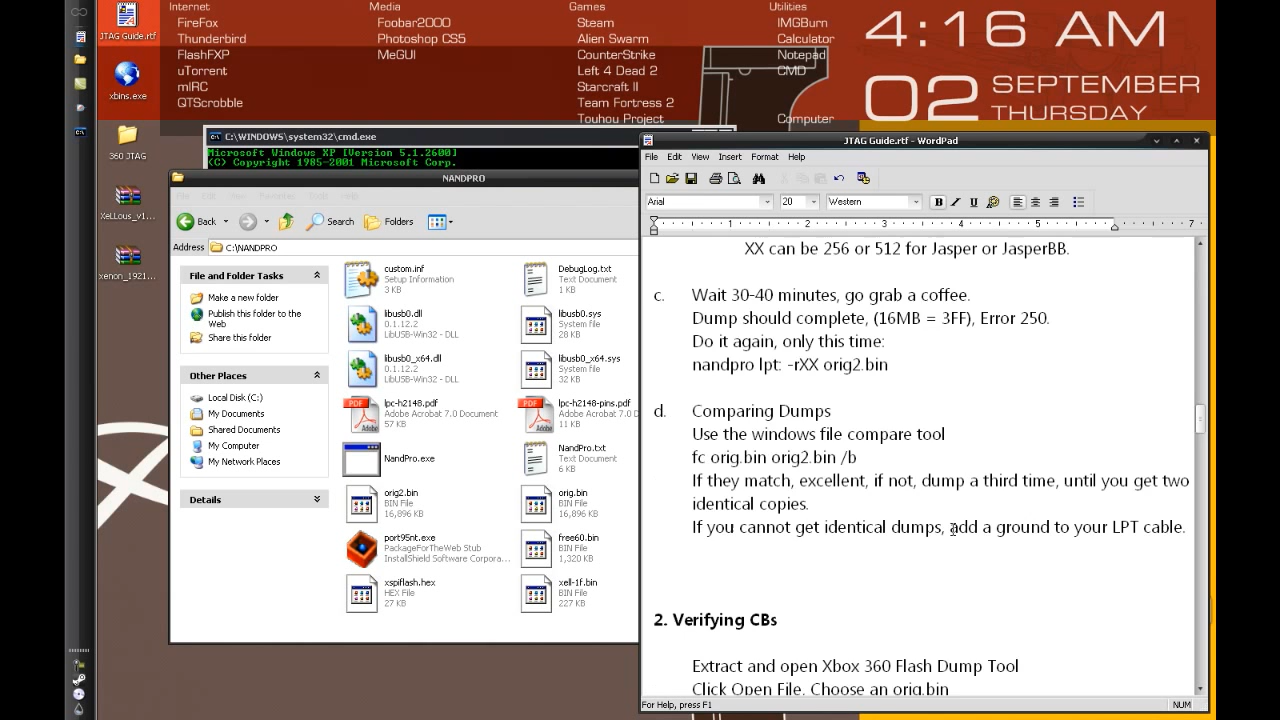 JTAG Guide.rtf
xbins.exe
360 JTAG
XeLLous_v1...
xenon_1921...
Internet
FireFox
Thunderbird
FlashFXP
uTorrent
mIRC
QTScrobble
Media
Foobar2000
Photoshop CS5
MeGUI
Games
Steam
Alien Swarm
CounterStrike
Left 4 Dead 2
Starcraft II
Team Fortress 2
Touhou Project
Utilities
IMGBurn
Calculator
Notepad
CMD
Computer
4:16 AM
02 SEPTEMBER
THURSDAY
C:\WINDOWS\system32\cmd.exe
Microsoft Windows XP [Version 5.1.2600]
(C) Copyright 1985-2001 Microsoft Corp.
NANDPRO
File Edit View Favorites Tools Help
Back Search Folders
Address C:\NANDPRO
File and Folder Tasks
Make a new folder
Publish this folder to the
Web
Share this folder
Other Places
Local Disk (C:)
My Documents
Shared Documents
My Computer
My Network Places
Details
custom.inf
Setup Information
3 KB
DebugLog.txt
Text Document
1 KB
libusb0.dll
0.1.12.2
LibUSB-Win32 - DLL
libusb0.sys
System file
28 KB
libusb0_x64.dll
0.1.12.2
LibUSB-Win32 - DLL
libusb0_x64.sys
System file
32 KB
lpc-h2148.pdf
Adobe Acrobat 7.0 Document
57 KB
lpc-h2148-pins.pdf
Adobe Acrobat 7.0 D
11 KB
NandPro.exe
NandPro.txt
Text Document
6 KB
orig2.bin
BIN File
16,896 KB
orig.bin
BIN File
16,896 KB
port95nt.exe
PackageForTheWeb Stub
InstallShield Software Corpora...
free60.bin
BIN File
1,320 KB
xspiflash.hex
HEX File
27 KB
xell-1f.bin
BIN File
227 KB
JTAG Guide.rtf - WordPad
File Edit View Insert Format Help
Arial 20 Western
B U
1 2 3 4 5 6 7
XX can be 256 or 512 for Jasper or JasperBB.
c. Wait 30-40 minutes, go grab a coffee.
Dump should complete, (16MB = 3FF), Error 250.
Do it again, only this time:
nandpro lpt: -rXX orig2.bin
d. Comparing Dumps
Use the windows file compare tool
fc orig.bin orig2.bin /b
If they match, excellent, if not, dump a third time, until you get two
identical copies.
If you cannot get identical dumps, add a ground to your LPT cable.
2. Verifying CBs
Extract and open Xbox 360 Flash Dump Tool
Click Open File. Choose an orig.bin
For Help, press F1
NUM